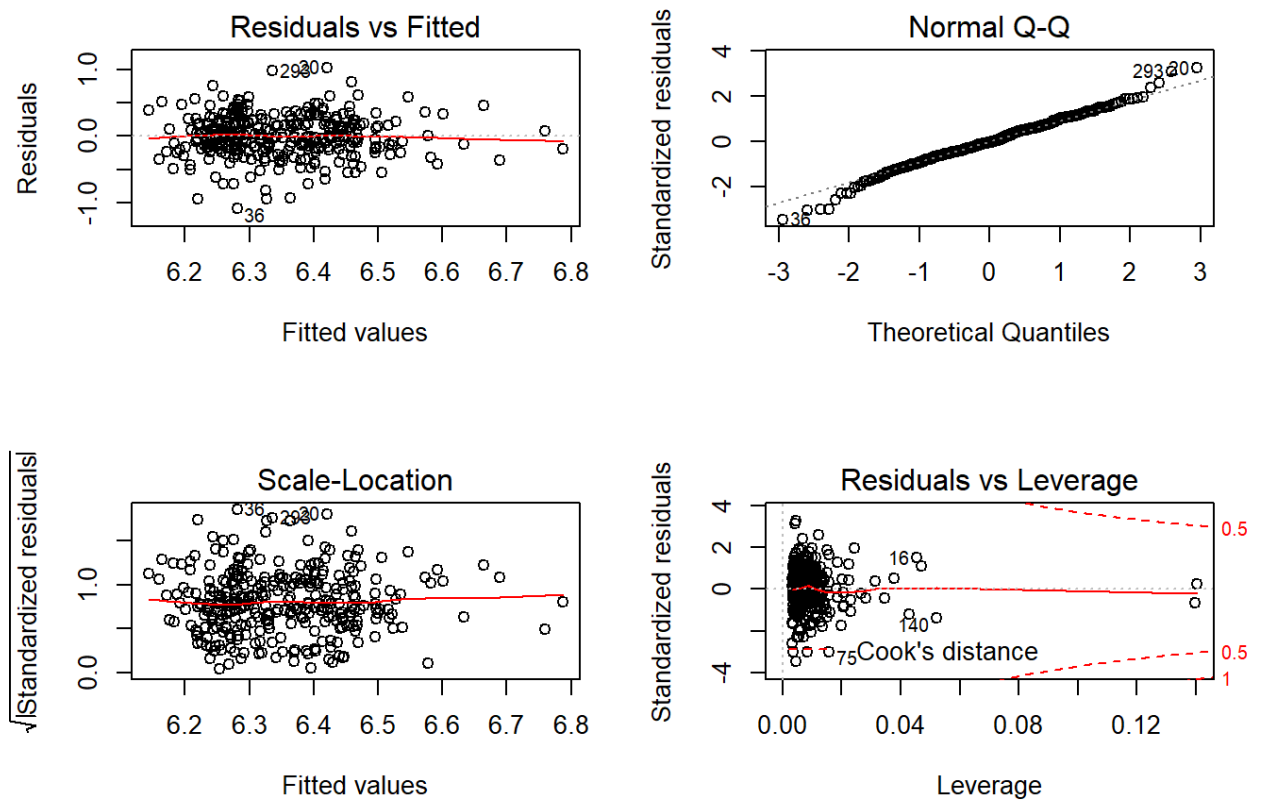 Residuals vs Fitted
Residuals
-1.0 0.0 1.0
293
20
36
6.2 6.3 6.4 6.5 6.6 6.7 6.8
Fitted values
Normal Q-Q
Standardized residuals
-2 0 2 4
293
20
36
-3 -2 -1 0 1 2 3
Theoretical Quantiles
Scale-Location
√|Standardized residuals|
0.0 1.0
36
293
20
6.2 6.3 6.4 6.5 6.6 6.7 6.8
Fitted values
Residuals vs Leverage
Standardized residuals
-4 0 2 4
16
140
75
Cook's distance
0.5
0.5
1
0.00 0.04 0.08 0.12
Leverage